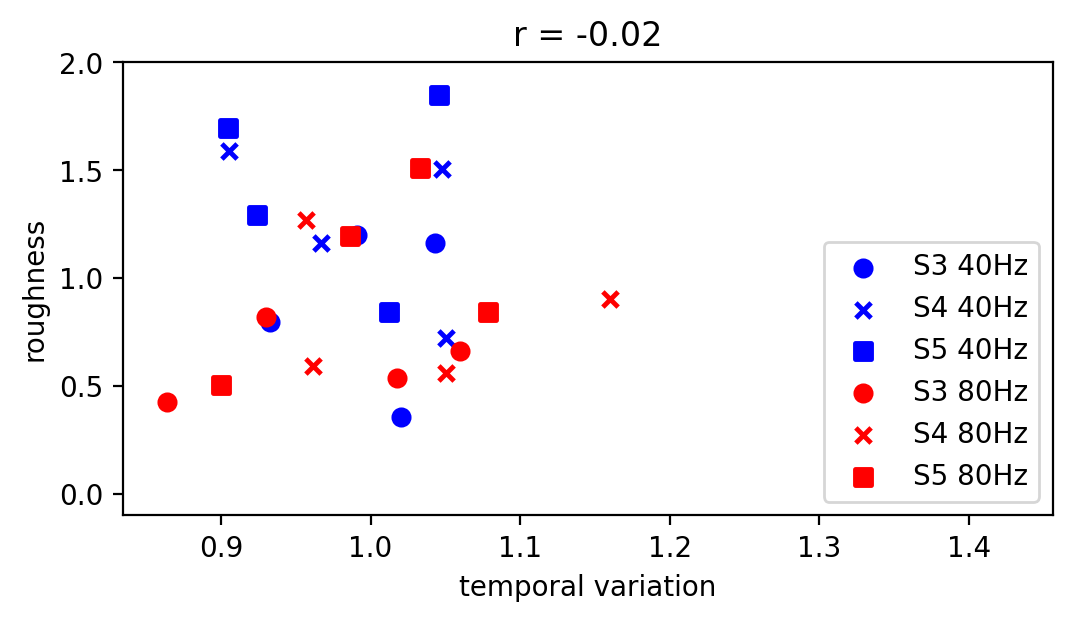 r = -0.02
roughness
2.0
1.5
1.0
0.5
0.0
S3 40Hz
S4 40Hz
S5 40Hz
S3 80Hz
S4 80Hz
S5 80Hz
0.9 1.0 1.1 1.2 1.3 1.4
temporal variation